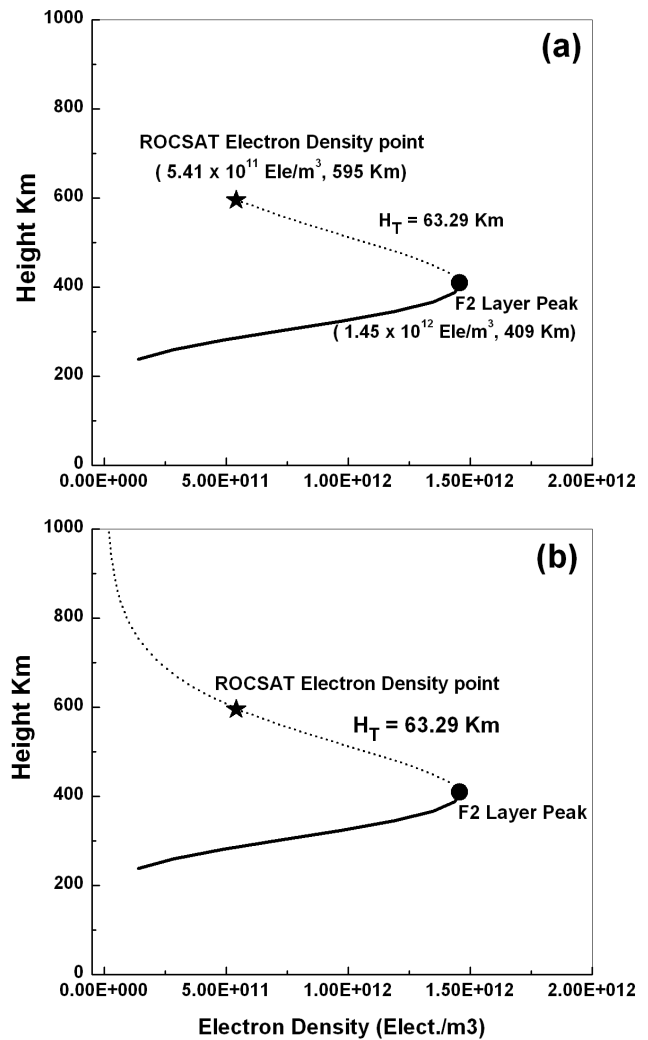 1000
(a)
800
ROCSAT Electron Density point
( 5.41 x 10¹¹ Ele/m³, 595 Km)
600
H_T = 63.29 Km
Height Km
400
F2 Layer Peak
( 1.45 x 10¹² Ele/m³, 409 Km)
200
0
0.00E+000 5.00E+011 1.00E+012 1.50E+012 2.00E+012
1000
(b)
800
ROCSAT Electron Density point
600
H_T = 63.29 Km
Height Km
400
F2 Layer Peak
200
0
0.00E+000 5.00E+011 1.00E+012 1.50E+012 2.00E+012
Electron Density (Elect./m3)